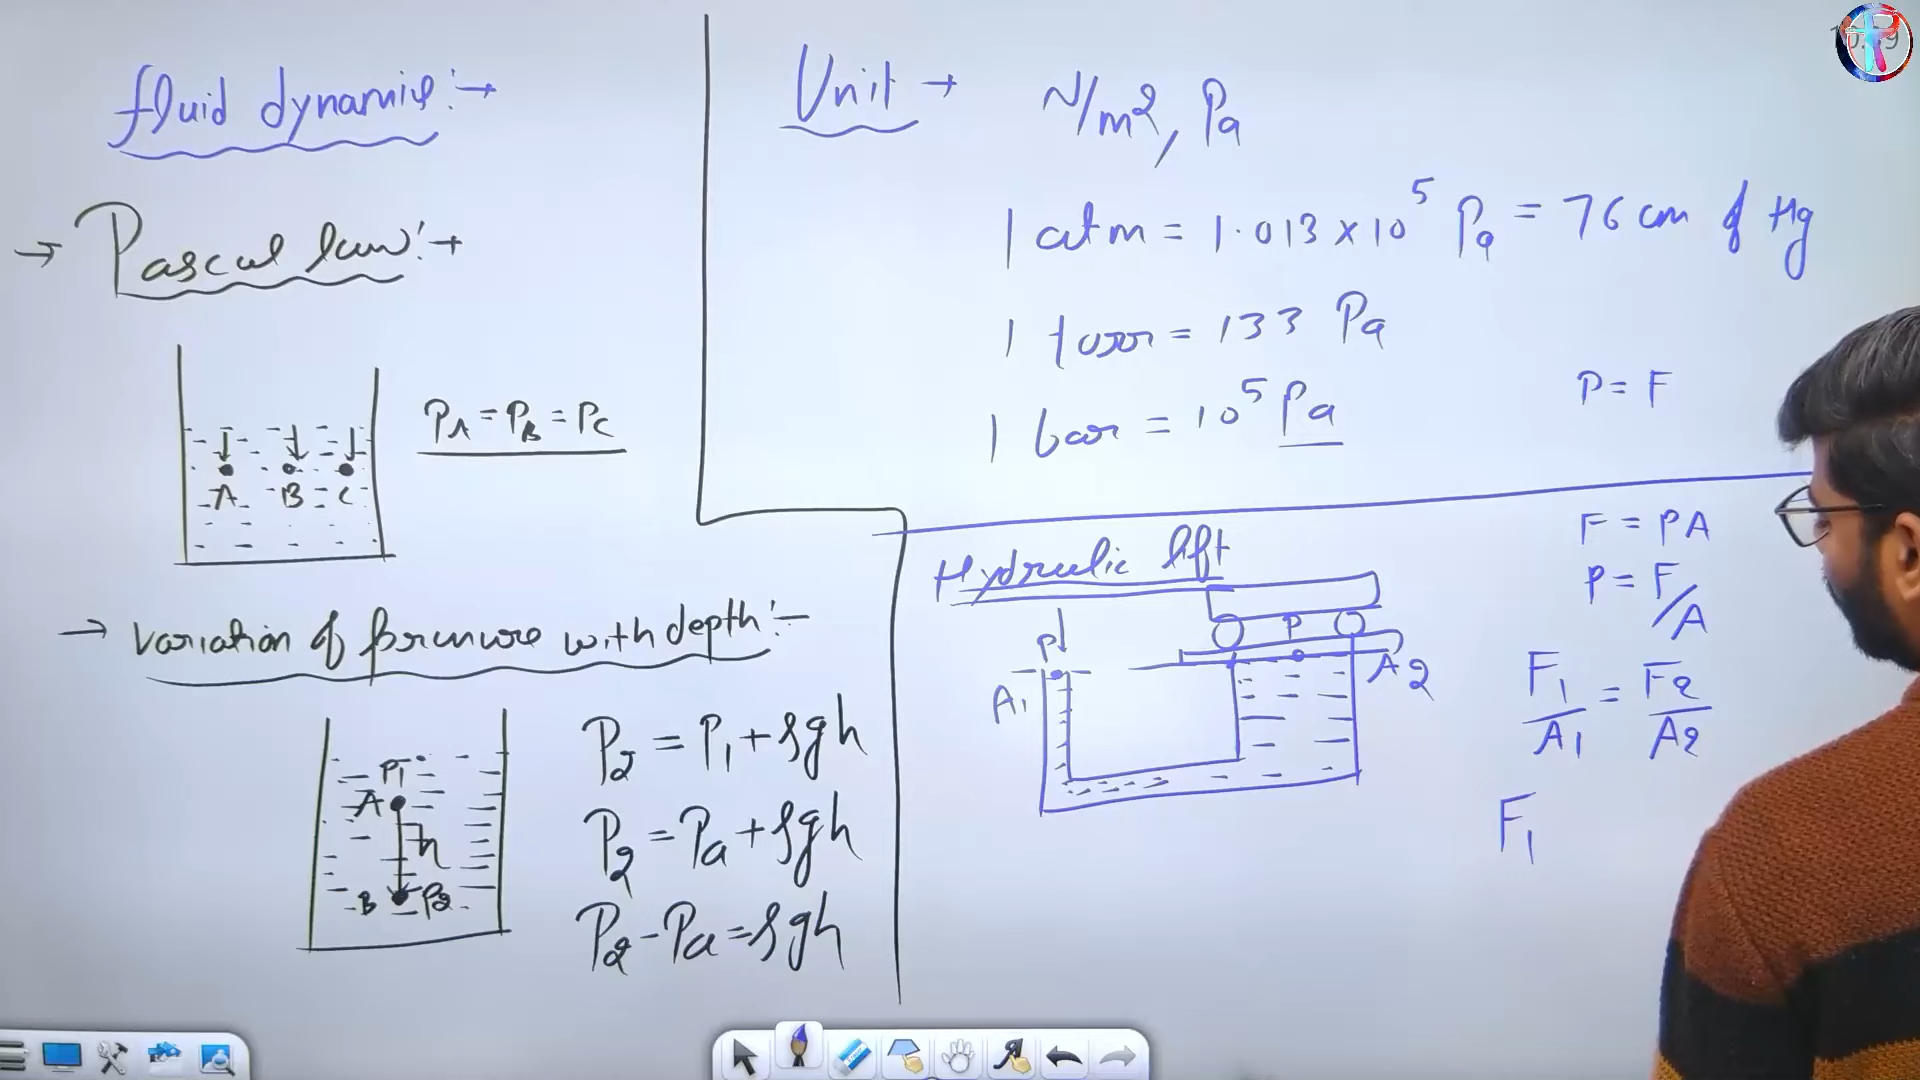 fluid dynamics:→
→ Pascal law:→
PA = PB = PC
A B C
→ variation of pressure with depth:-
P1
A
h
B P2
P2 = P1 + ρgh
P2 = Pa + ρgh
P2 - Pa = ρgh
Unit → N/m2, Pa
1 atm = 1.013 × 10^5 Pa = 76 cm of Hg
1 torr = 133 Pa
1 bar = 10^5 Pa
P = F
Hydraulic lift
P
P
A1
A2
F = PA
P = F/A
F1/A1 = F2/A2
F1